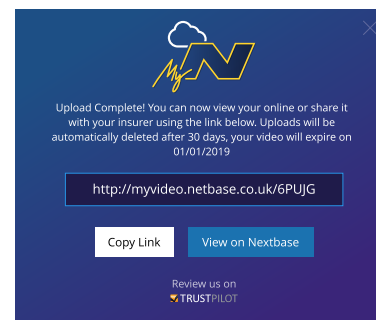 My N
Upload Complete! You can now view your online or share it
with your insurer using the link below. Uploads will be
automatically deleted after 30 days, your video will expire on
01/01/2019
http://myvideo.netbase.co.uk/6PUJG
Copy Link
View on Nextbase
Review us on
TRUSTPILOT